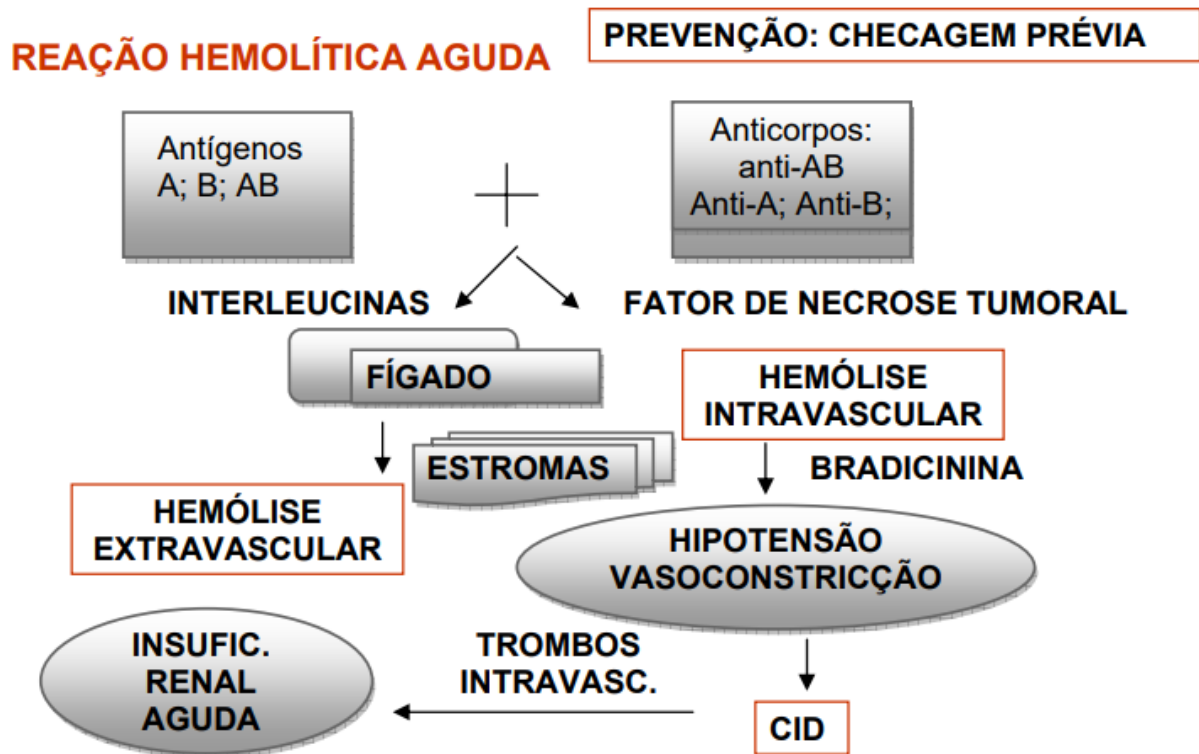 REAÇÃO HEMOLÍTICA AGUDA
PREVENÇÃO: CHECAGEM PRÉVIA
Antígenos
A; B; AB
Anticorpos:
anti-AB
Anti-A; Anti-B;
INTERLEUCINAS
FATOR DE NECROSE TUMORAL
FÍGADO
HEMÓLISE
INTRAVASCULAR
ESTROMAS
BRADICININA
HEMÓLISE
EXTRAVASCULAR
HIPOTENSÃO
VASOCONSTRICÇÃO
INSUFIC.
RENAL
AGUDA
TROMBOS
INTRAVASC.
CID